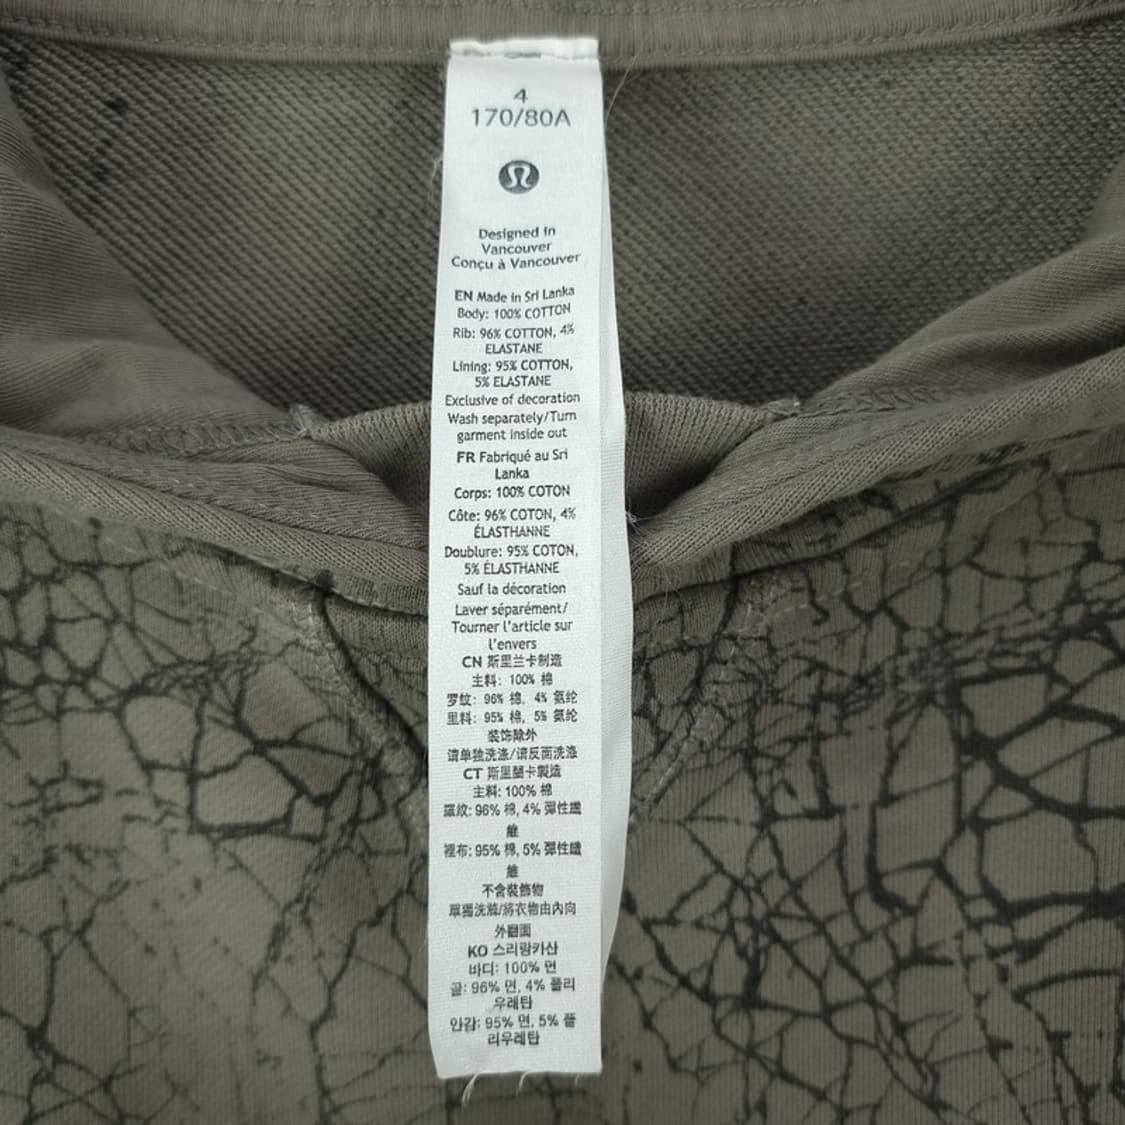 4
170/80A
Designed in
Vancouver
Conçu à Vancouver
EN Made in Sri Lanka
Body: 100% COTTON
Rib: 96% COTTON, 4%
ELASTANE
Lining: 95% COTTON,
5% ELASTANE
Exclusive of decoration
Wash separately/Turn
garment inside out
FR Fabriqué au Sri
Lanka
Corps: 100% COTON
Côte: 96% COTON, 4%
ÉLASTHANNE
Doublure: 95% COTON,
5% ÉLASTHANNE
Sauf la décoration
Laver séparément/
Tourner l'article sur
l'envers
CN 斯里兰卡制造
主料: 100% 棉
罗纹: 96% 棉, 4% 氨纶
里料: 95% 棉, 5% 氨纶
装饰除外
请单独洗涤/请反面洗涤
CT 斯里蘭卡製造
主料: 100% 棉
羅紋: 96% 棉, 4% 彈性纖
維
裡布: 95% 棉, 5% 彈性纖
維
不含裝飾物
單獨洗滌/將衣物由內向
外翻面
KO 스리랑카산
바디: 100% 면
골: 96% 면, 4% 폴리
우레탄
안감: 95% 면, 5% 폴
리우레탄